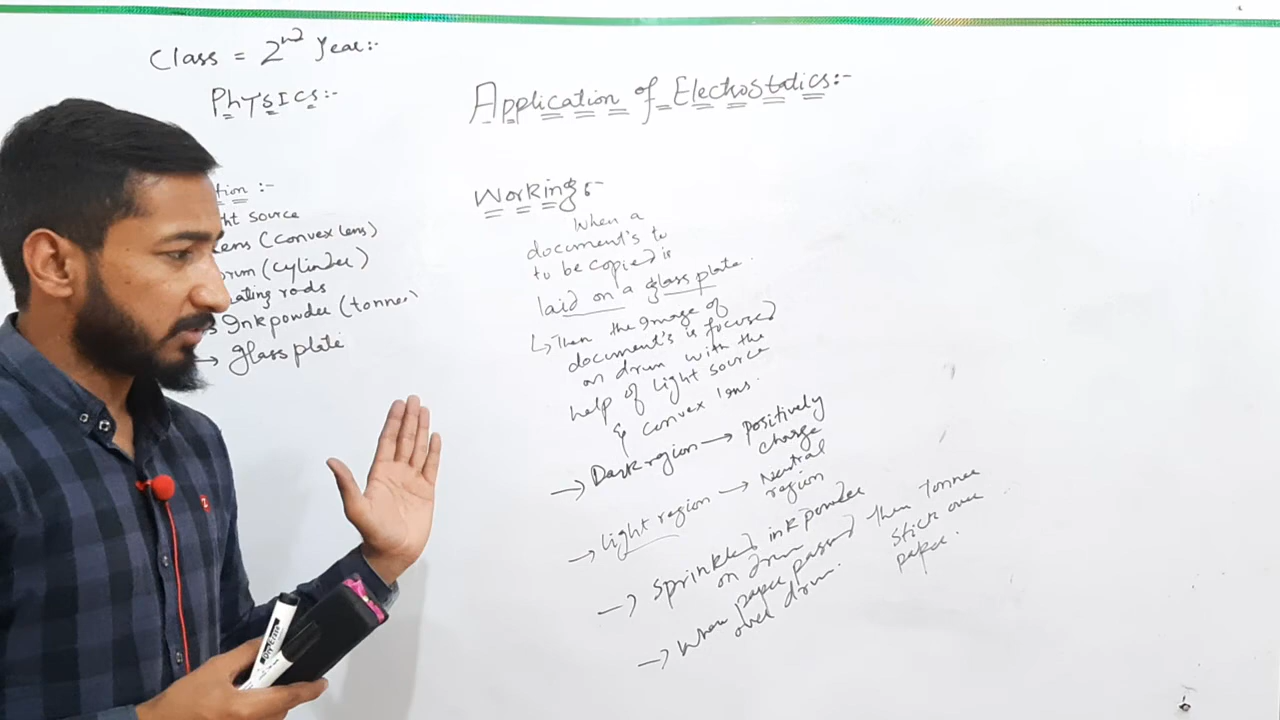 Class = 2nd Year:-
Physics:-
Application of Electrostatics:-
tion :-
ht source
Lens (Convex lens)
rum (cylinder)
ating rods
Ink powder (tonner)
→ glass plate
Working:-
When a
document's to
to be copied is
laid on a glass plate.
↳ Then the Image of
document's is focused
on drum with the
help of light source
& convex lens.
→ Dark region → positively
charge
→ light region → Neutral
region
→ sprinkled ink powder
on drum
→ When paper passed
over drum.
Then Tonner
stick over
paper.